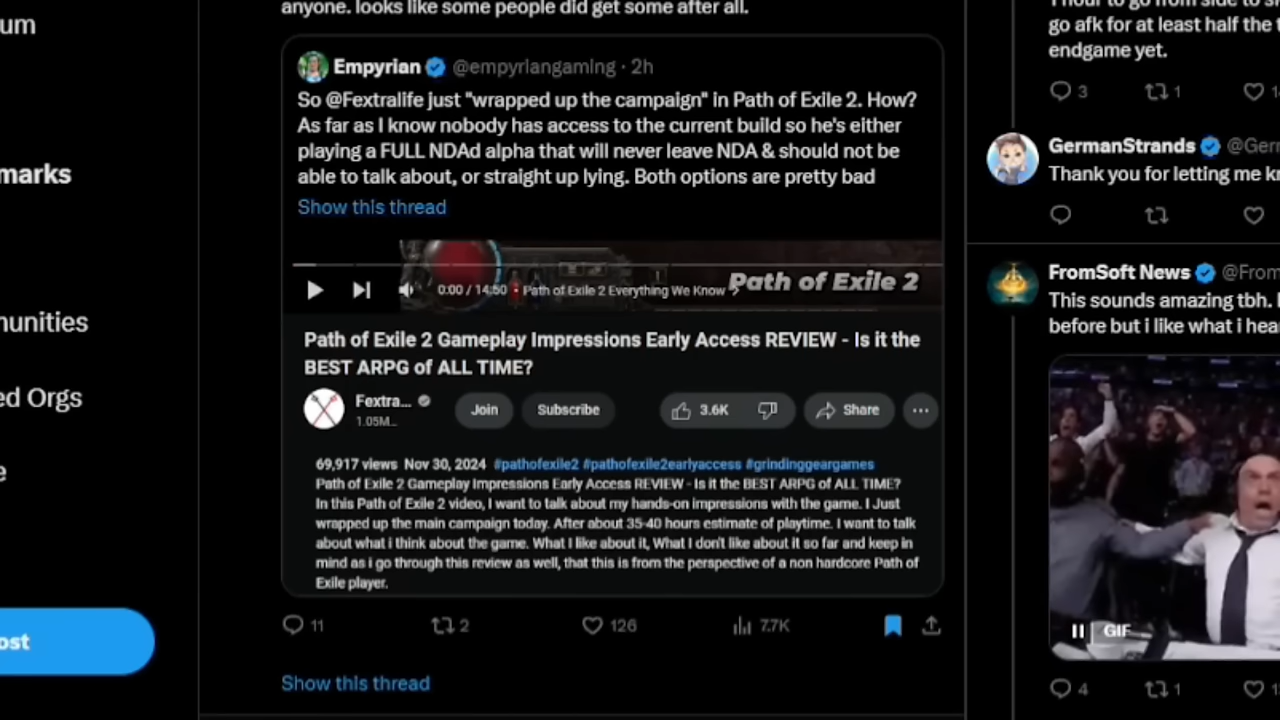 um
marks
munities
ed Orgs
e
ost
anyone. looks like some people did get some after all.
Empyrian @empyriangaming · 2h
So @Fextralife just "wrapped up the campaign" in Path of Exile 2. How?
As far as I know nobody has access to the current build so he's either
playing a FULL NDAd alpha that will never leave NDA & should not be
able to talk about, or straight up lying. Both options are pretty bad
Show this thread
0:00 / 14:50 • Path of Exile 2 Everything We Know >
Path of Exile 2
Path of Exile 2 Gameplay Impressions Early Access REVIEW - Is it the
BEST ARPG of ALL TIME?
Fextra...
1.05M...
Join
Subscribe
3.6K
Share
69,917 views Nov 30, 2024 #pathofexile2 #pathofexile2earlyaccess #grindinggeargames
Path of Exile 2 Gameplay Impressions Early Access REVIEW - Is it the BEST ARPG of ALL TIME?
In this Path of Exile 2 video, I want to talk about my hands-on impressions with the game. I Just
wrapped up the main campaign today. After about 35-40 hours estimate of playtime. I want to talk
about what i think about the game. What I like about it, What I don't like about it so far and keep in
mind as i go through this review as well, that this is from the perspective of a non hardcore Path of
Exile player.
11 2 126 7.7K
Show this thread
go afk for at least half the t
endgame yet.
3 1 1
GermanStrands @Ger
Thank you for letting me k
FromSoft News @From
This sounds amazing tbh.
before but i like what i hea
GIF
4 1 1